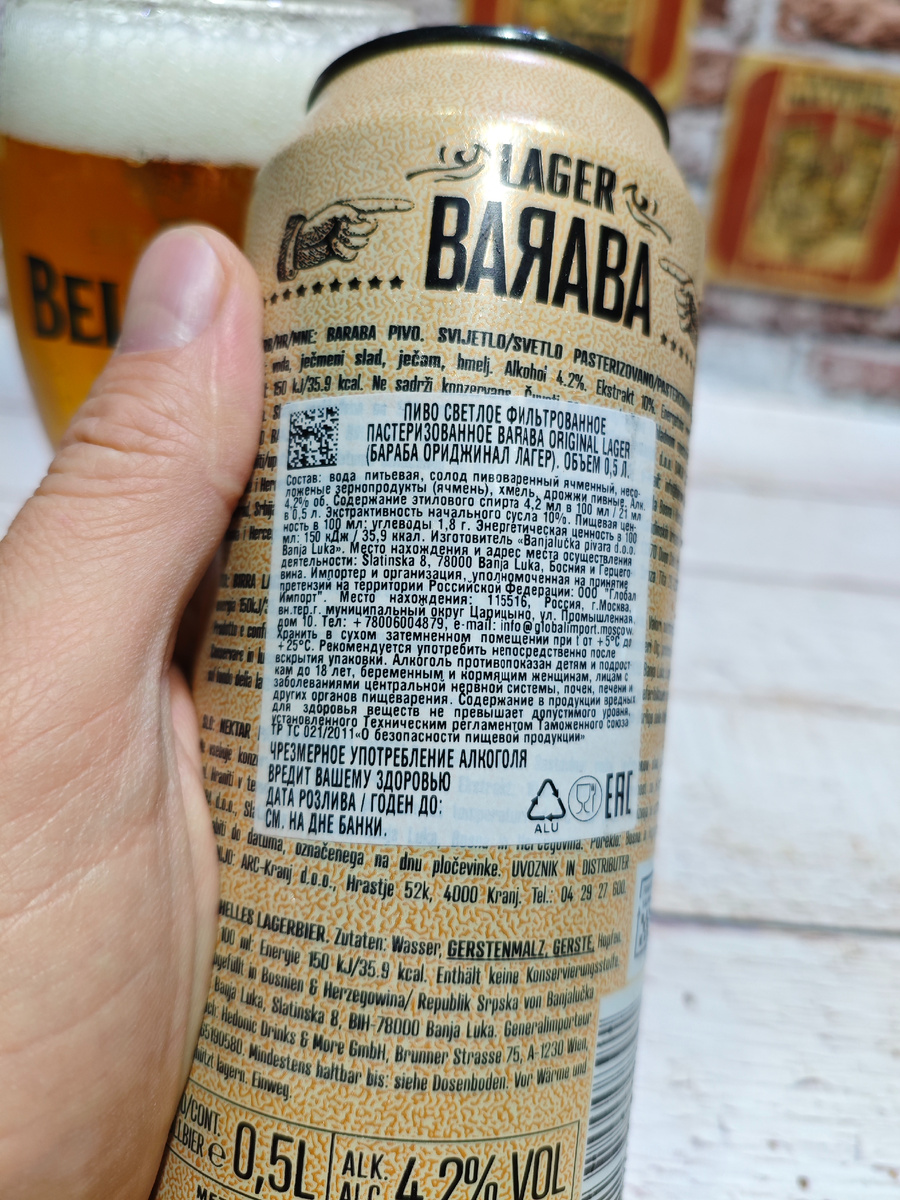 LAGER
BAЯABA
BEL
/HR/MNE: BARABA PIVO. SVIJETLO/SVETLO PASTERIZOVANO/
voda, ječmeni slad, ječam, hmelj. Alkohol 4.2%. Ekstrakt 10%.
150 kJ/35.9 kcal. Ne sadrži konzervans.
ПИВО СВЕТЛОЕ ФИЛЬТРОВАННОЕ
ПАСТЕРИЗОВАННОЕ BARABA ORIGINAL LAGER
(БАРАБА ОРИДЖИНАЛ ЛАГЕР). ОБЪЕМ 0,5 Л.
Состав: вода питьевая, солод пивоваренный ячменный, несо-
ложеные зернопродукты (ячмень), хмель, дрожжи пивные. Алк.
4,2% об. Содержание этилового спирта 4,2 мл в 100 мл / 21 мл
в 0,5 л. Экстрактивность начального сусла 10%. Пищевая цен-
ность в 100 мл: углеводы 1,8 г. Энергетическая ценность в 100
мл: 150 кДж / 35,9 ккал. Изготовитель «Banjalučka pivara d.o.o.
Banja Luka». Место нахождения и адрес места осуществления
деятельности: Slatinska 8, 78000 Banja Luka, Босния и Герцего-
вина. Импортер и организация, уполномоченная на принятие
претензий на территории Российской Федерации: ООО "Глобал
Импорт". Место нахождения: 115516, Россия, г.Москва,
вн.тер.г. муниципальный округ Царицыно, ул. Промышленная,
дом 10. Тел: +78006004879, e-mail: info@globalimport.moscow.
Хранить в сухом затемненном помещении при t от +5°С до
+25°С. Рекомендуется употребить непосредственно после
вскрытия упаковки. Алкоголь противопоказан детям и подрост-
кам до 18 лет, беременным и кормящим женщинам, лицам с
заболеваниями центральной нервной системы, почек, печени и
других органов пищеварения. Содержание в продукции вредных
для здоровья веществ не превышает допустимого уровня,
установленного Техническим регламентом Таможенного союза
ТР ТС 021/2011«О безопасности пищевой продукции»
ЧРЕЗМЕРНОЕ УПОТРЕБЛЕНИЕ АЛКОГОЛЯ
ВРЕДИТ ВАШЕМУ ЗДОРОВЬЮ
ДАТА РОЗЛИВА / ГОДЕН ДО:
СМ. НА ДНЕ БАНКИ.
ALU
EAC
do datuma, označenega na dnu pločevinke. UVOZNIK IN DISTRIBUTER
ARC-Kranj d.o.o., Hrastje 52k, 4000 Kranj. Tel.: 04 29 27 600.
HELLES LAGERBIER. Zutaten: Wasser, GERSTENMALZ, GERSTE, Hopfen.
100 ml: Energie 150 kJ/35.9 kcal. Enthält keine Konservierungsstoffe.
in Bosnien & Herzegowina/ Republik Srpska von Banjalučka
Banja Luka, Slatinska 8, BIH-78000 Banja Luka. Generalimporteur
Hedonic Drinks & More GmbH, Brunner Strasse 75, A-1230 Wien,
Mindestens haltbar bis: siehe Dosenboden. Vor Wärme und
lagern. Einweg.
/CONT.
e 0,5L
ALK.
ALC.
4,2% VOL